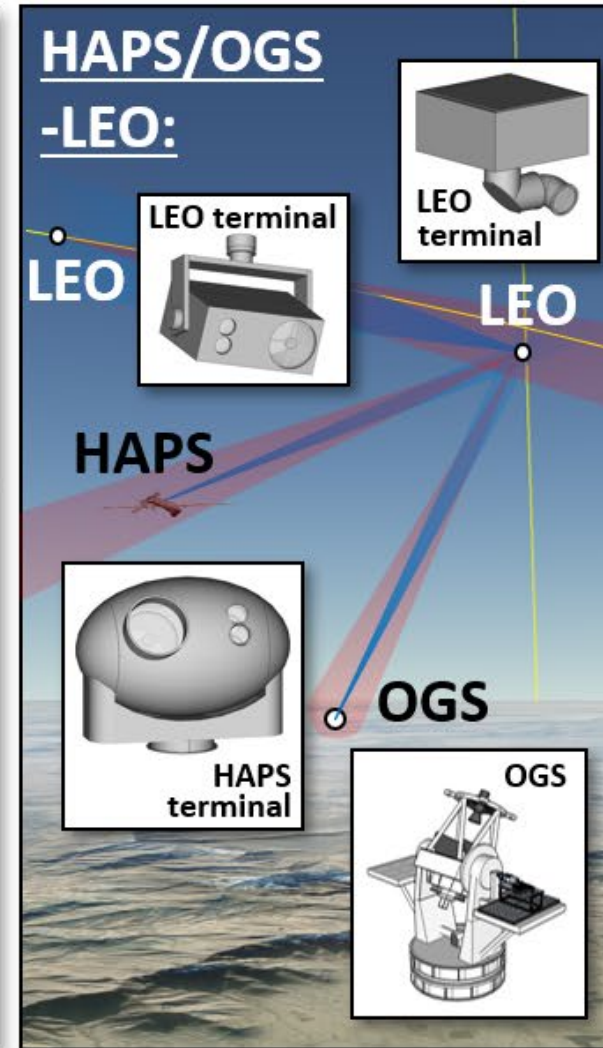 HAPS/OGS
-LEO:
LEO
terminal
LEO terminal
LEO
LEO
HAPS
HAPS
terminal
OGS
OGS